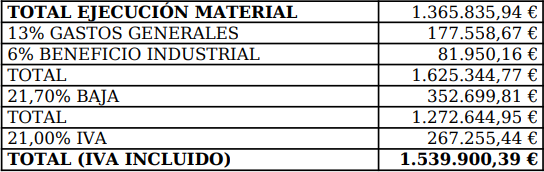 TOTAL EJECUCIÓN MATERIAL 1.365.835,94 €
13% GASTOS GENERALES 177.558,67 €
6% BENEFICIO INDUSTRIAL 81.950,16 €
TOTAL 1.625.344,77 €
21,70% BAJA 352.699,81 €
TOTAL 1.272.644,95 €
21,00% IVA 267.255,44 €
TOTAL (IVA INCLUIDO) 1.539.900,39 €